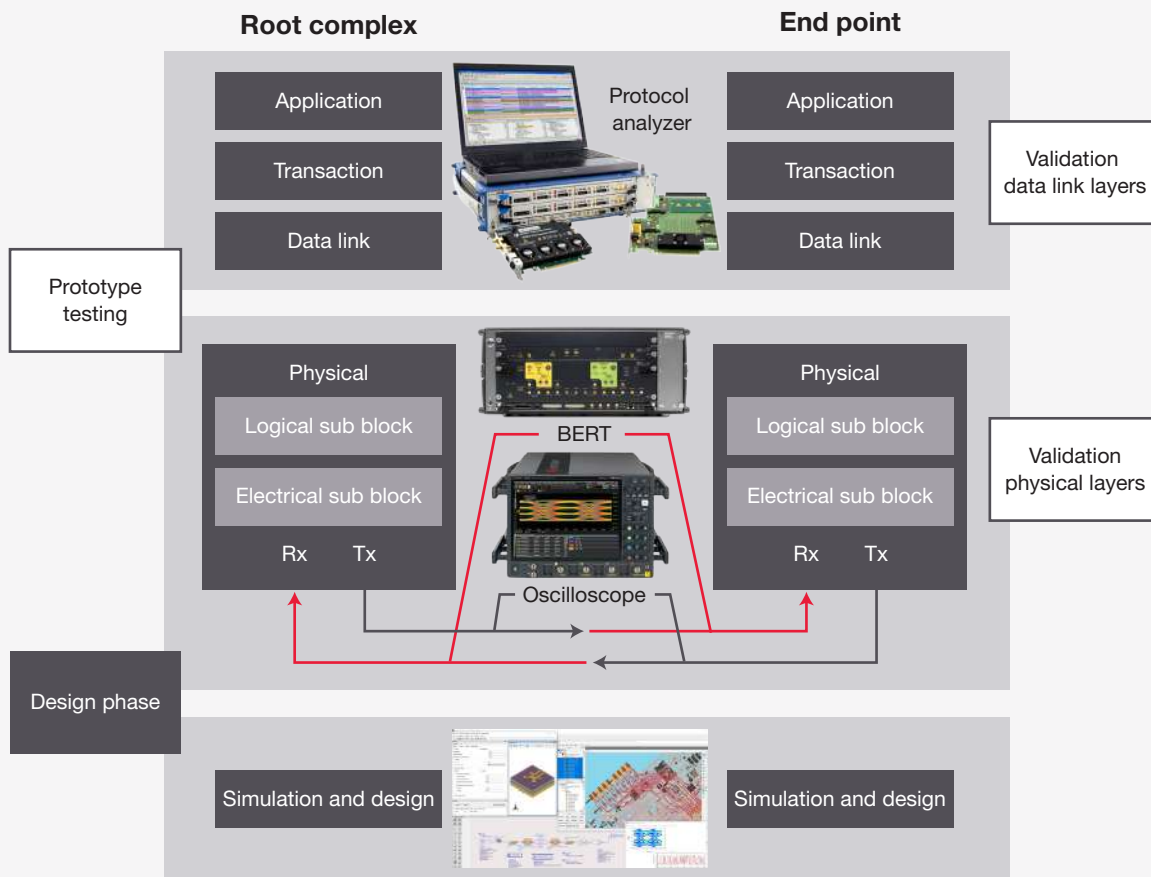 Root complex
End point
Application
Transaction
Data link
Protocol
analyzer
Application
Transaction
Data link
Validation
data link layers
Prototype
testing
Physical
Logical sub block
Electrical sub block
Rx Tx
BERT
Oscilloscope
Physical
Logical sub block
Electrical sub block
Rx Tx
Validation
physical layers
Design phase
Simulation and design
Simulation and design